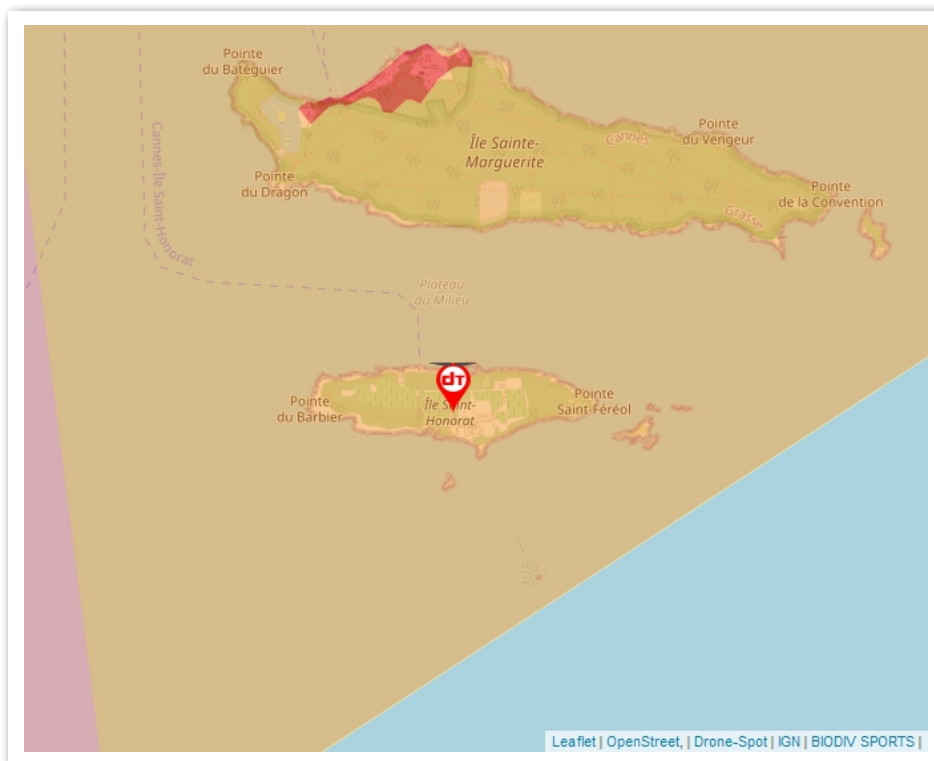 Pointe
du Batéguier
Cannes-Île Saint-Honorat
Île Sainte-
Marguerite
Cannes
Pointe
du Vengeur
Pointe
du Dragon
Pointe
de la Convention
Grasse
Plateau
du Milieu
dT
Pointe
du Barbier
Île Saint-
Honorat
Pointe
Saint-Féréol
Leaflet | OpenStreet, | Drone-Spot | IGN | BIODIV SPORTS |